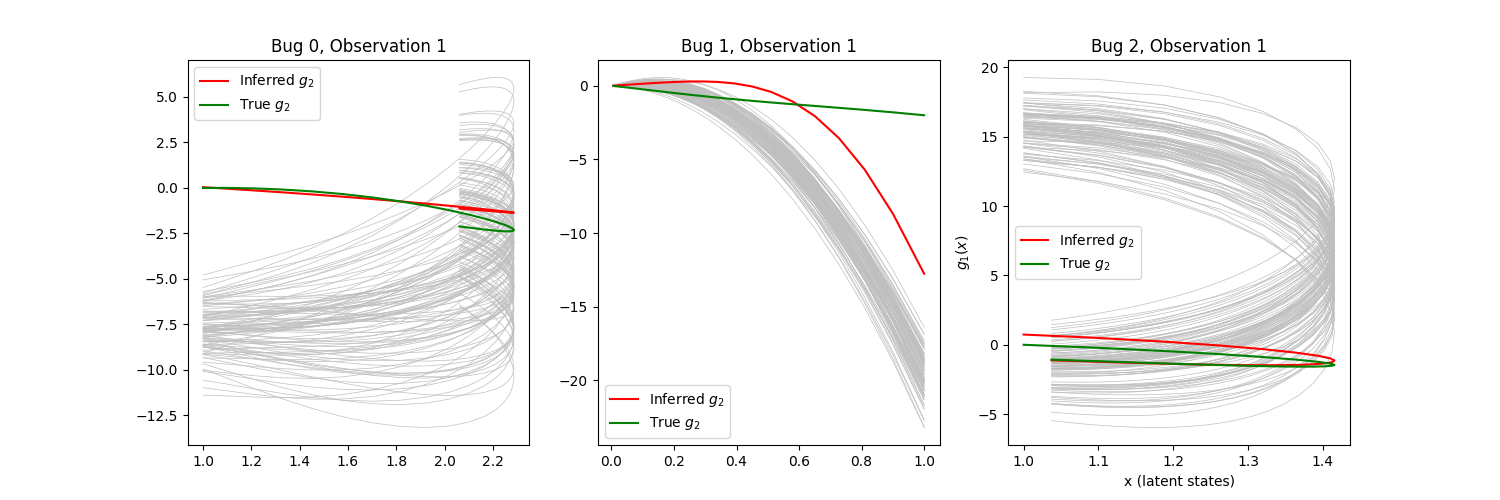 Bug 0, Observation 1
Inferred g₂
True g₂
5.0
2.5
0.0
−2.5
−5.0
−7.5
−10.0
−12.5
1.0 1.2 1.4 1.6 1.8 2.0 2.2
Bug 1, Observation 1
0
−5
−10
−15
−20
Inferred g₂
True g₂
0.0 0.2 0.4 0.6 0.8 1.0
Bug 2, Observation 1
g₁(x)
20
15
10
5
0
−5
Inferred g₂
True g₂
1.0 1.1 1.2 1.3 1.4
x (latent states)